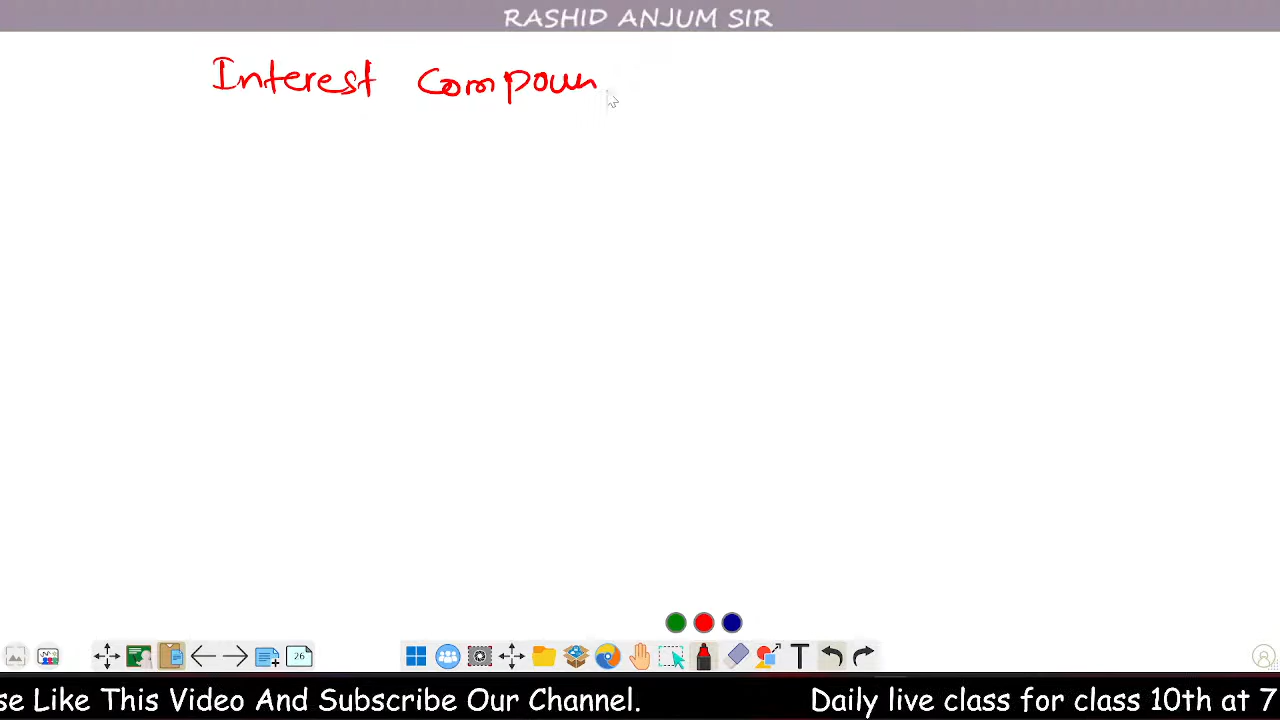 RASHID ANJUM SIR
Interest Compoun
26
se Like This Video And Subscribe Our Channel. Daily live class for class 10th at 7